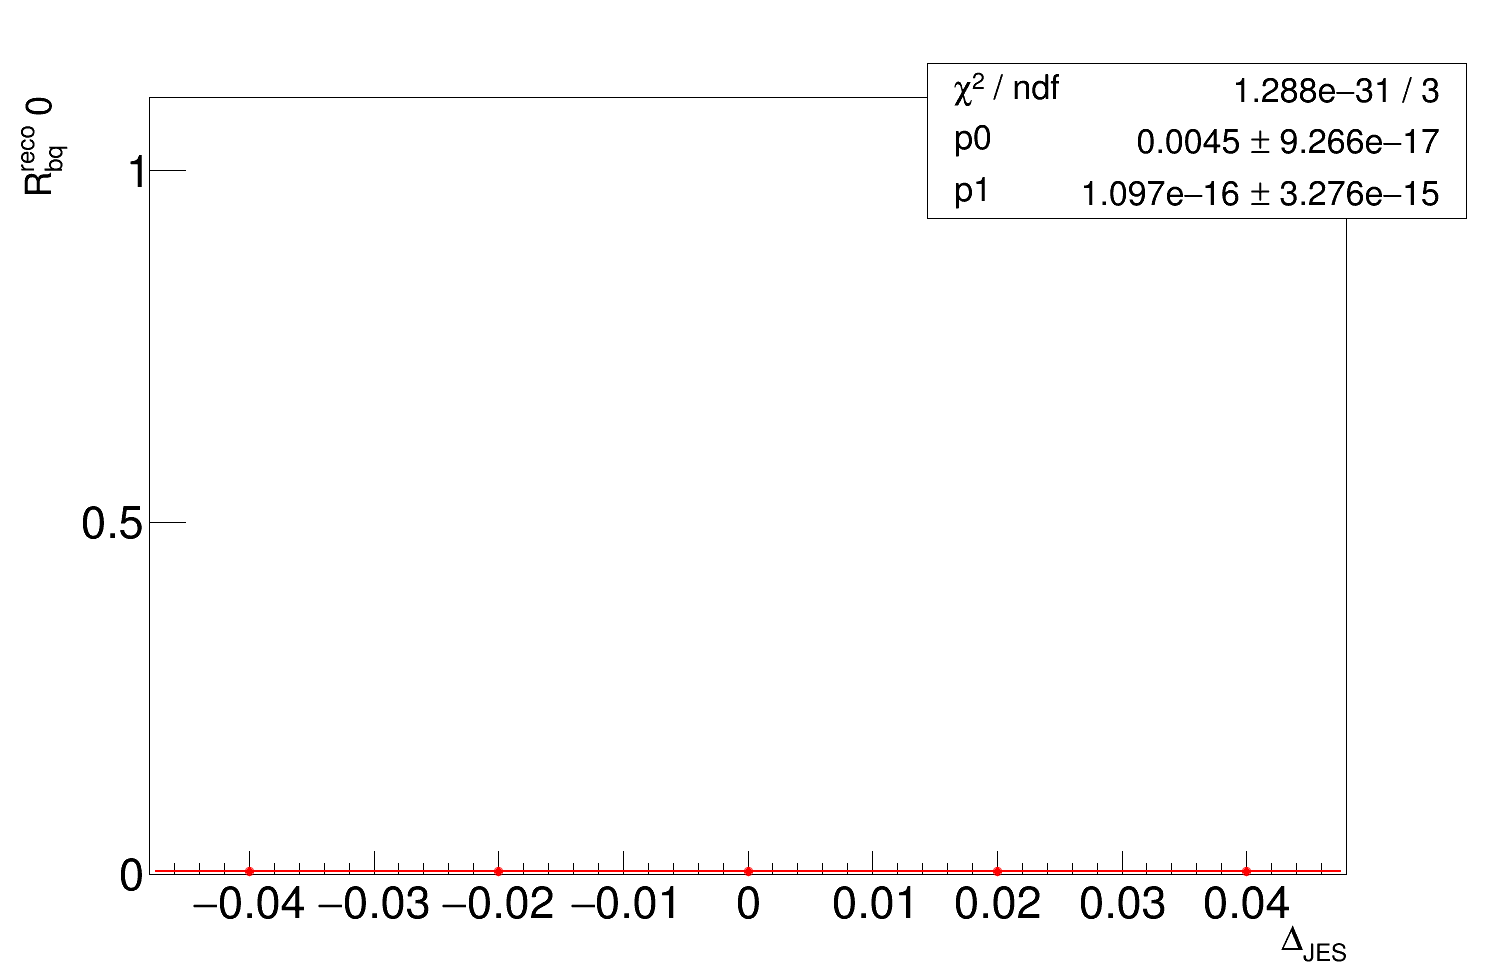 χ² / ndf 1.288e−31 / 3
p0 0.0045 ± 9.266e−17
p1 1.097e−16 ± 3.276e−15
R_bq^reco 0
1
0.5
0
−0.04 −0.03 −0.02 −0.01 0 0.01 0.02 0.03 0.04
Δ_JES